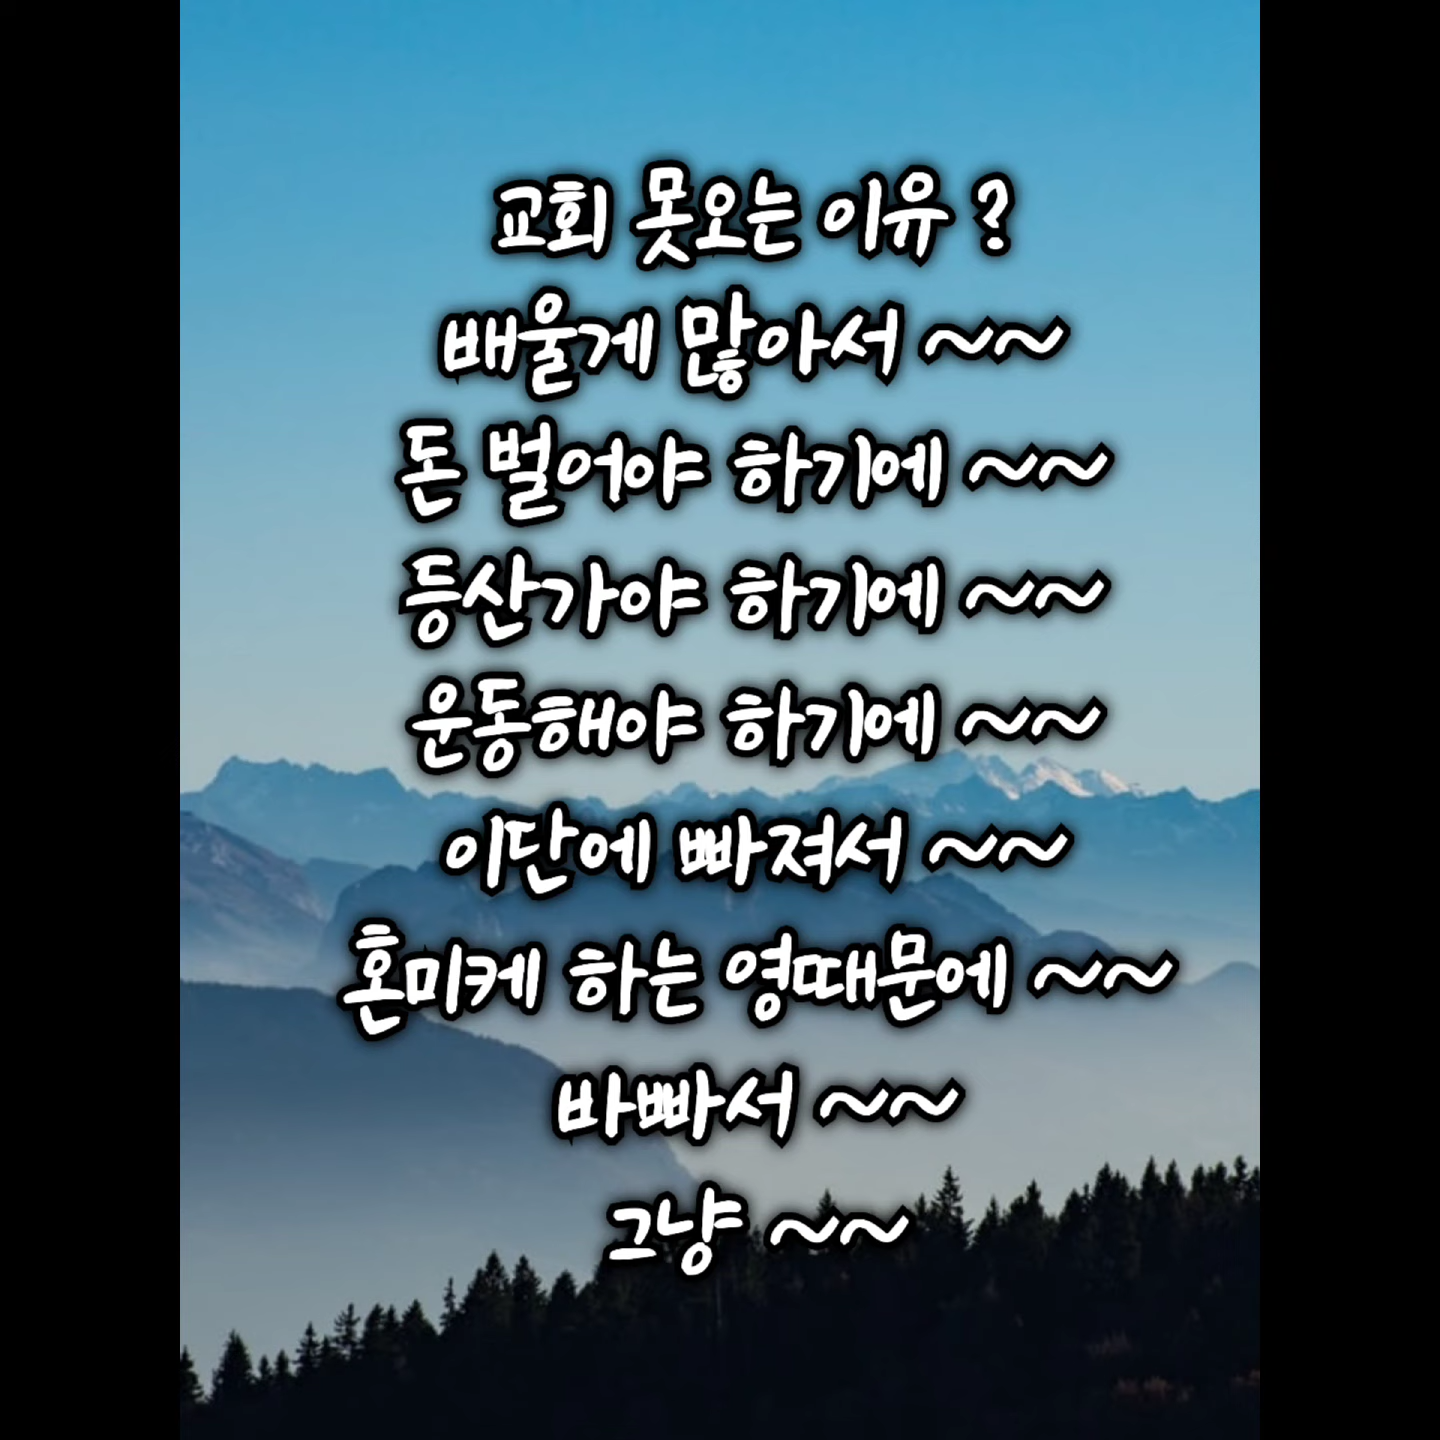 교회 못오는 이유 ?
배울게 많아서 ~~
돈 벌어야 하기에 ~~
등산가야 하기에 ~~
운동해야 하기에 ~~
이단에 빠져서 ~~
혼미케 하는 영때문에 ~~
바빠서 ~~
그냥 ~~